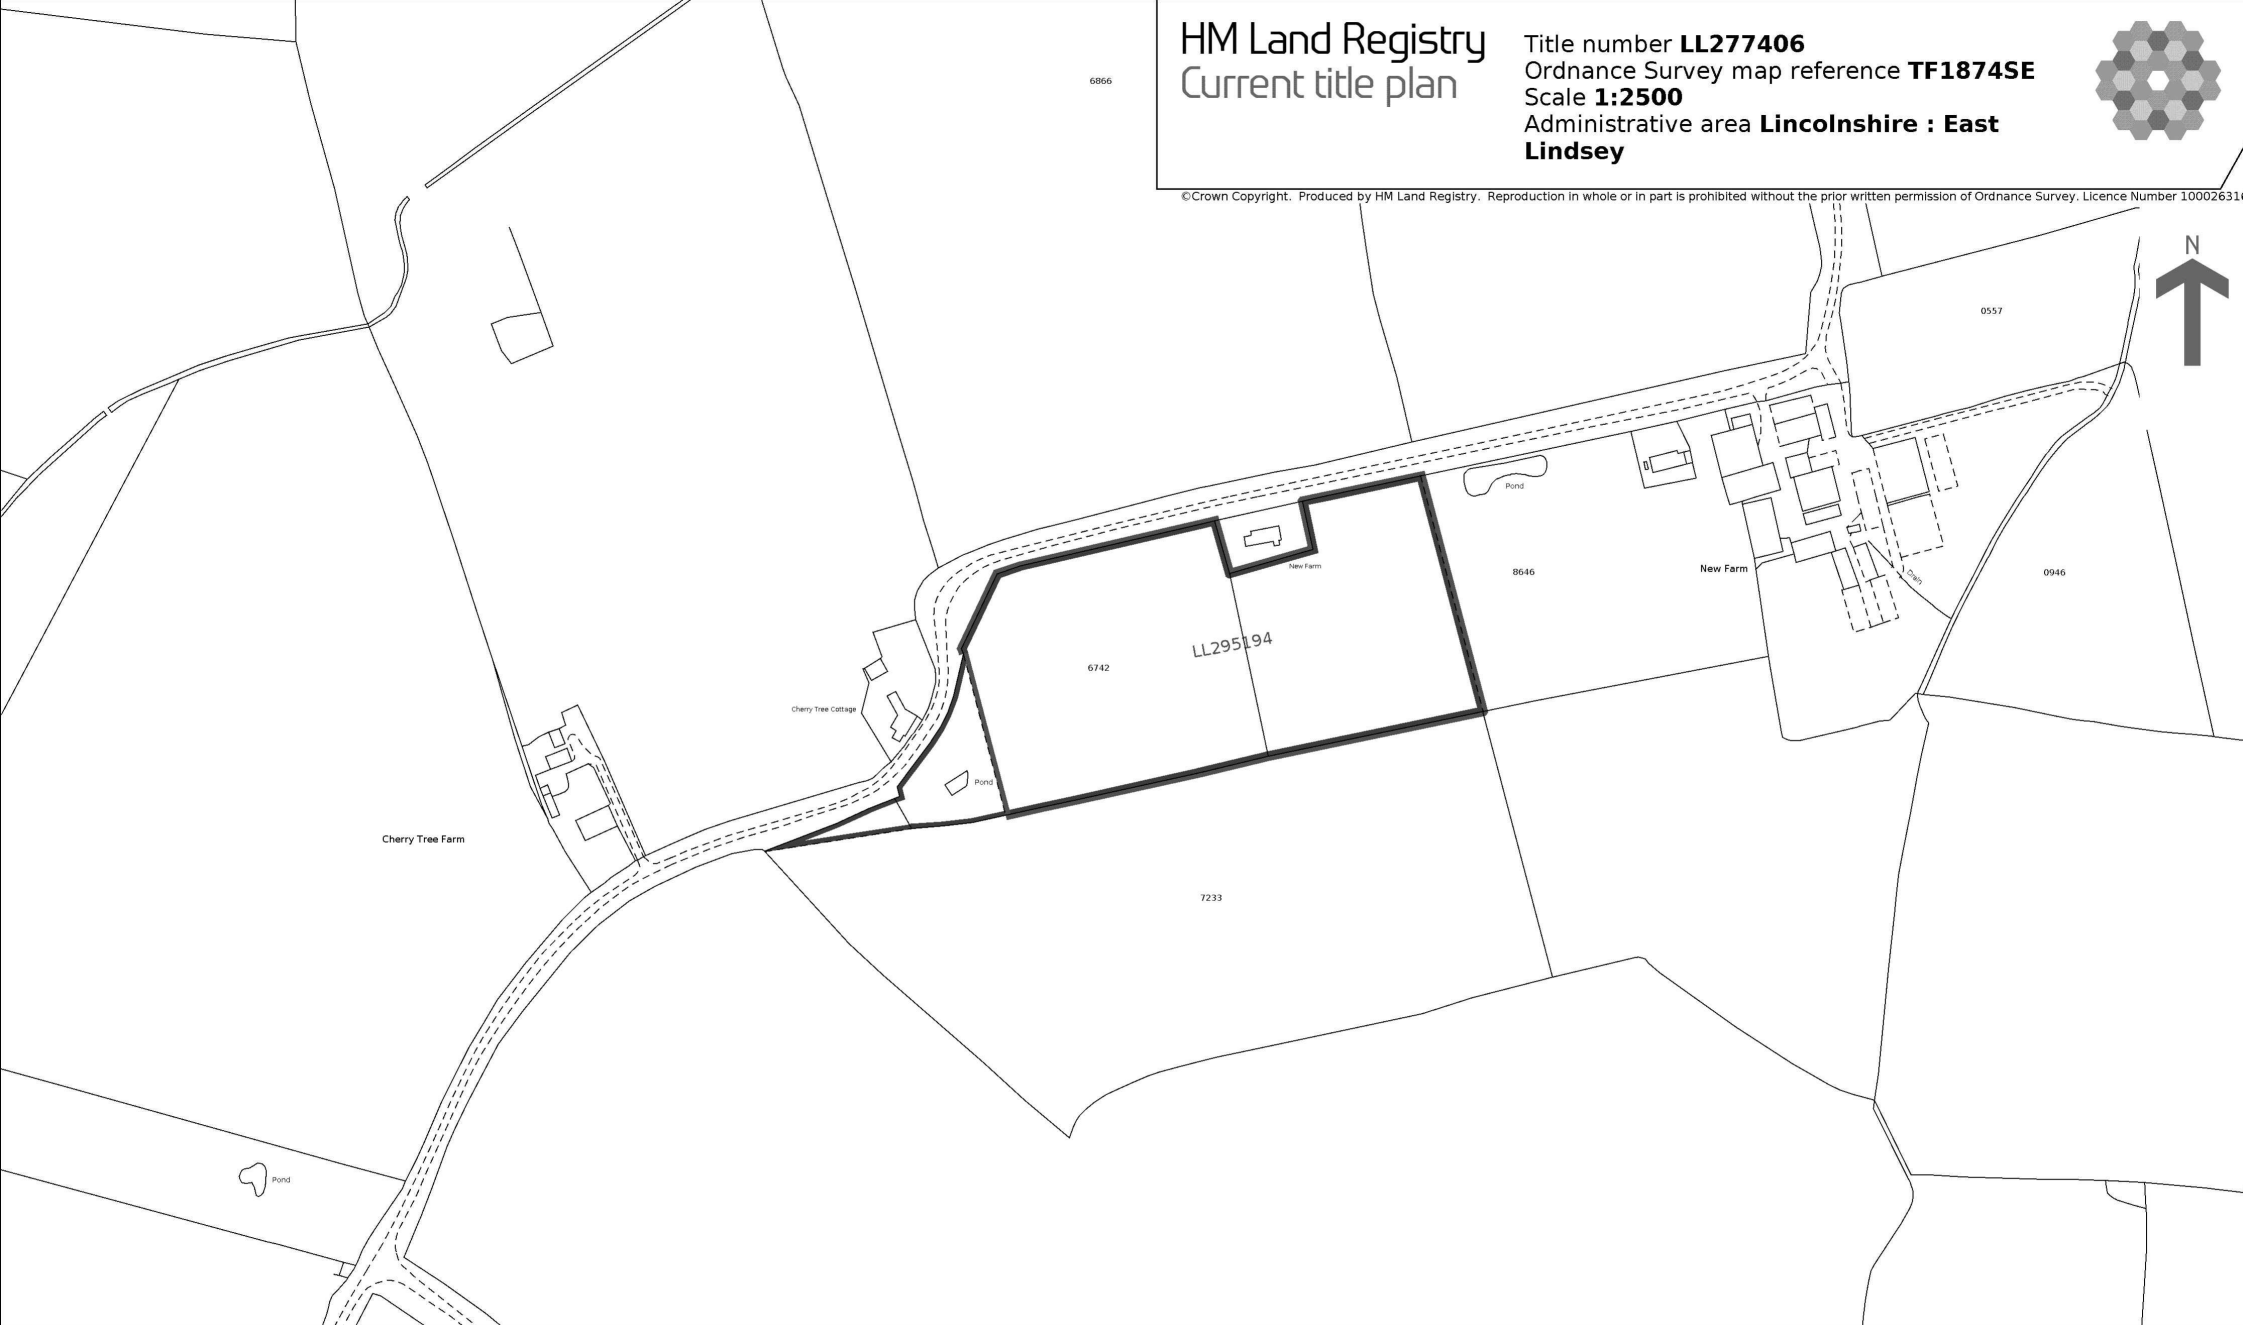 HM Land Registry
Current title plan
Title number LL277406
Ordnance Survey map reference TF1874SE
Scale 1:2500
Administrative area Lincolnshire : East
Lindsey
©Crown Copyright. Produced by HM Land Registry. Reproduction in whole or in part is prohibited without the prior written permission of Ordnance Survey. Licence Number 10002631
N
6866
0557
Pond
New Farm
8646
New Farm
Drain
0946
LL295194
6742
Cherry Tree Cottage
Pond
Cherry Tree Farm
7233
Pond